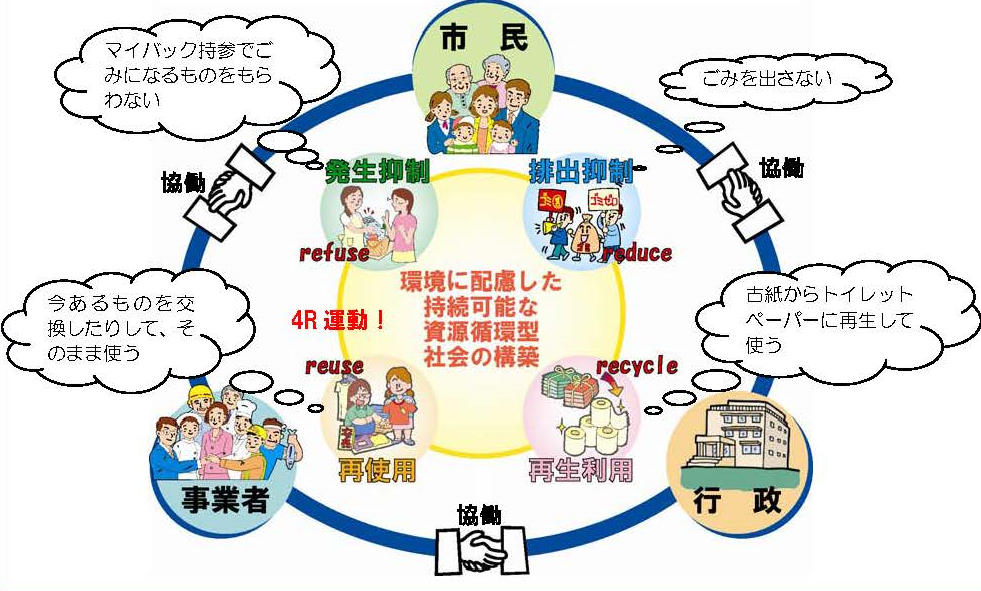 市 民
マイバック持参でご
みになるものをもら
わない
ごみを出さない
協働
協働
発生抑制
refuse
排出抑制
ゴミゼロ
reduce
環境に配慮した
持続可能な
資源循環型
社会の構築
4R 運動！
今あるものを交
換したりして、そ
のまま使う
古紙からトイレット
ペーパーに再生して
使う
reuse
再使用
recycle
再生利用
事業者
行 政
協働